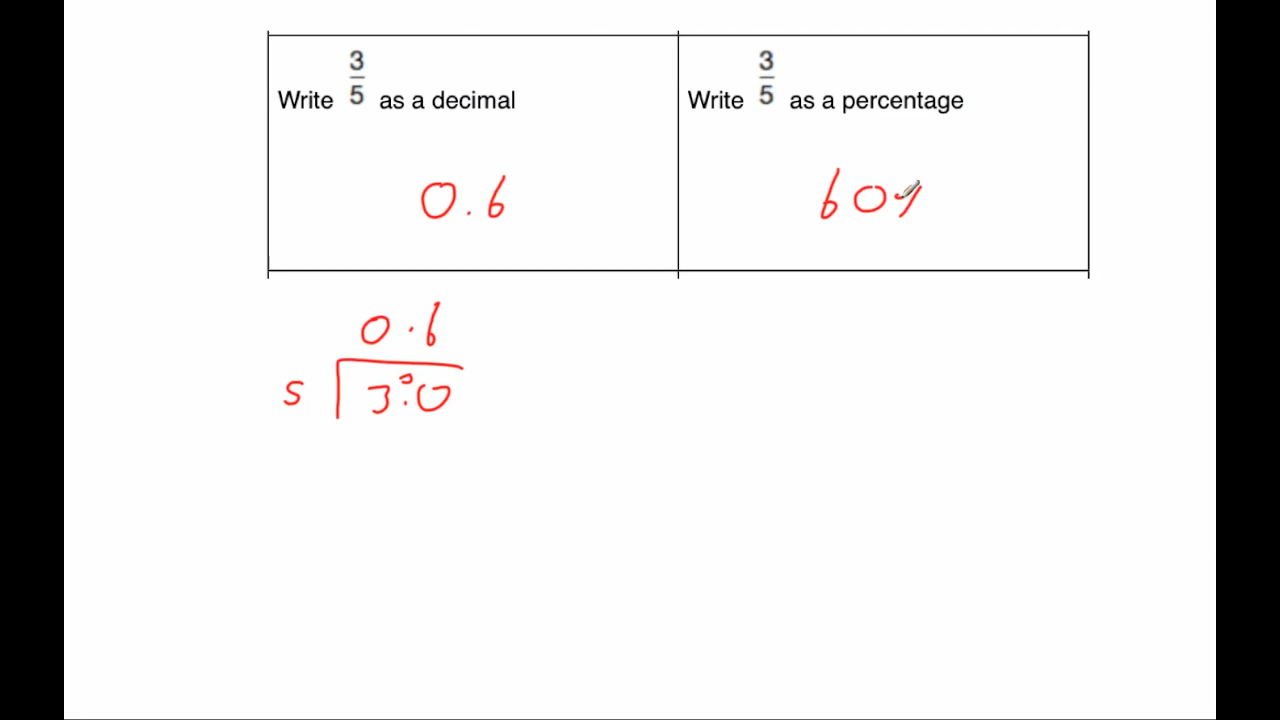 Write 3/5 as a decimal
0.6
Write 3/5 as a percentage
60%
0.6
5 3.0